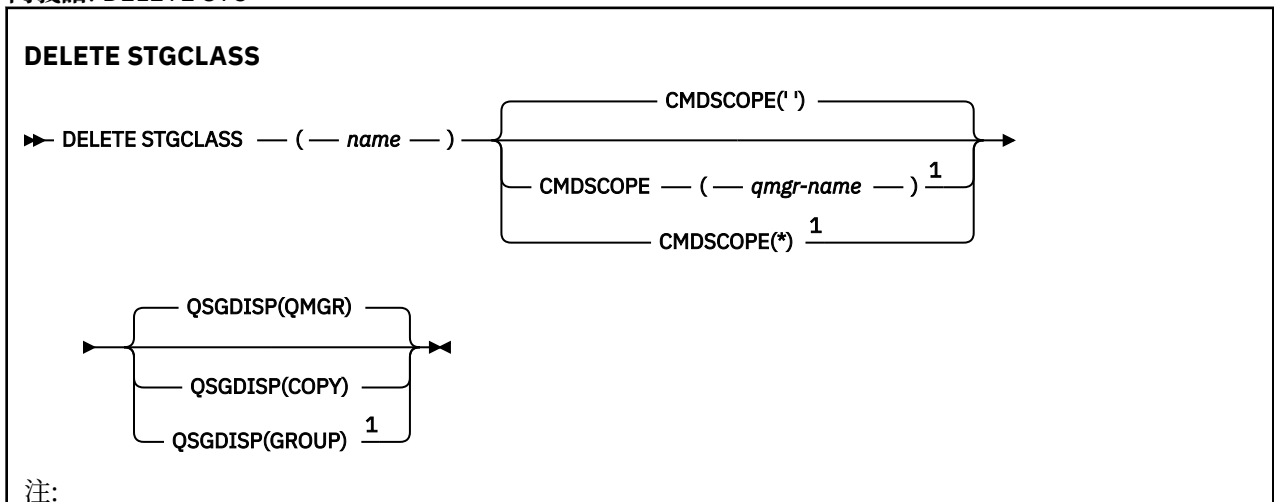 DELETE STGCLASS
CMDSCOPE(' ')
DELETE STGCLASS ( name )
CMDSCOPE ( qmgr-name ) 1
CMDSCOPE(*) 1
QSGDISP(QMGR)
QSGDISP(COPY)
QSGDISP(GROUP) 1
注: